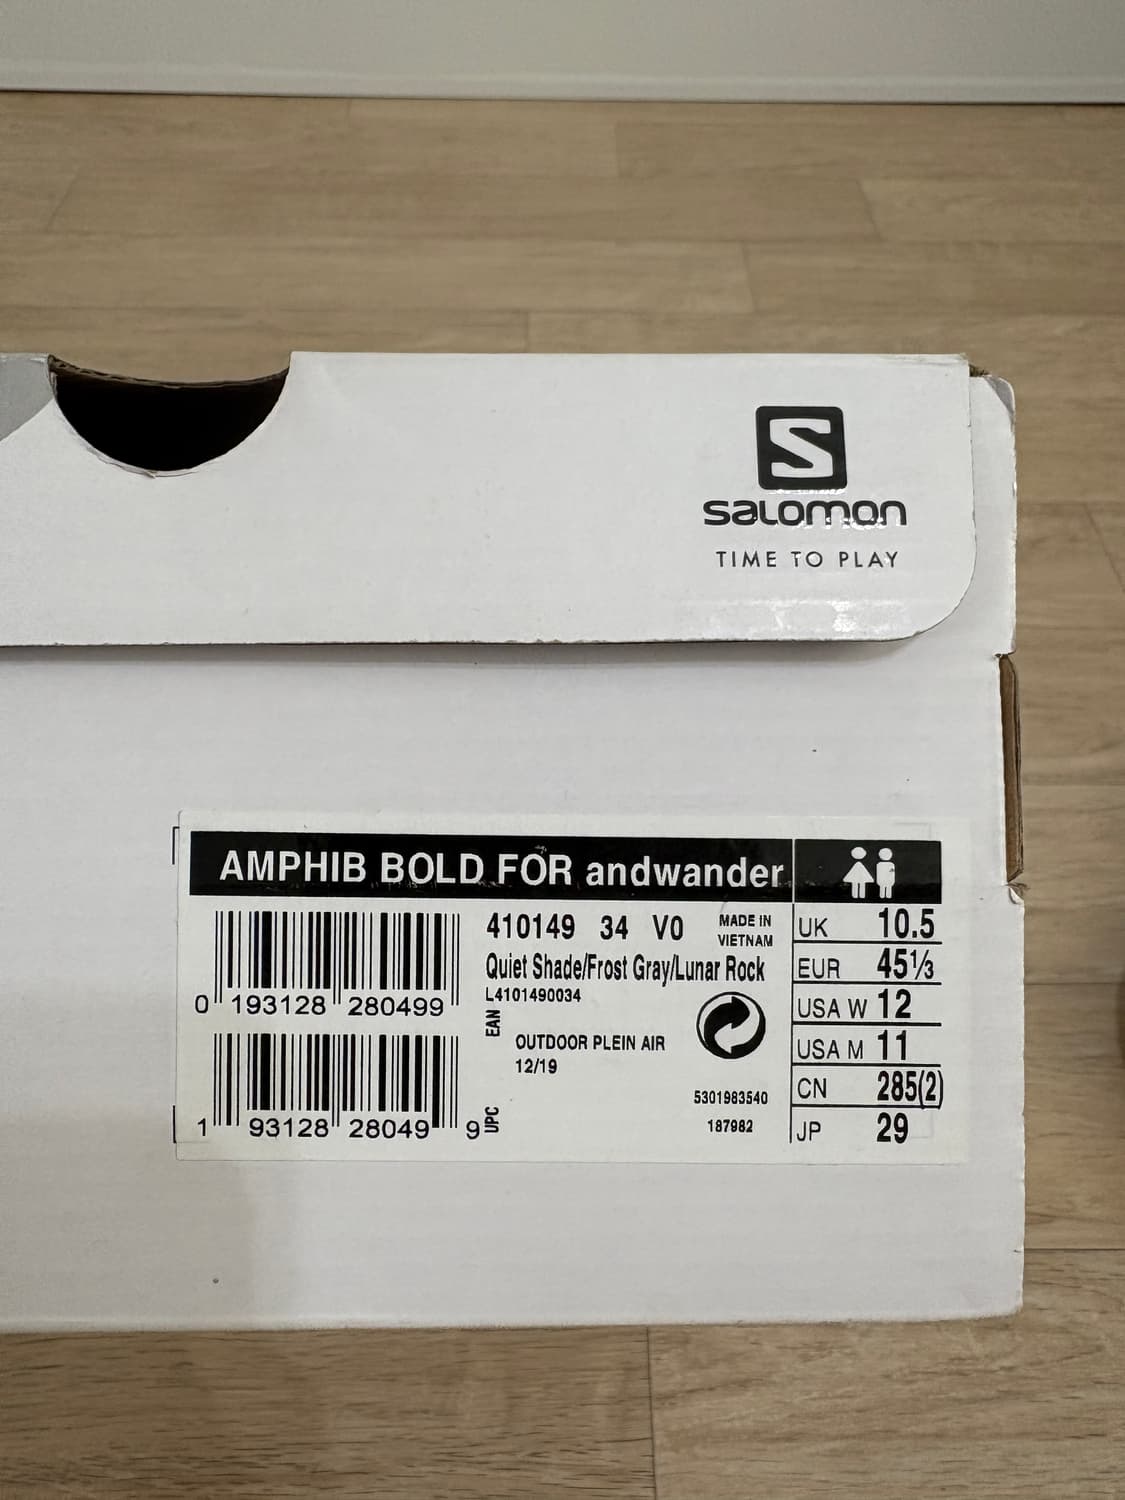 S
salomon
TIME TO PLAY
AMPHIB BOLD FOR andwander
0 193128 280499
EAN
1 93128 28049 9
UPC
410149 34 V0
MADE IN
VIETNAM
Quiet Shade/Frost Gray/Lunar Rock
L4101490034
OUTDOOR PLEIN AIR
12/19
5301983540
187982
UK 10.5
EUR 45⅓
USA W 12
USA M 11
CN 285(2)
JP 29